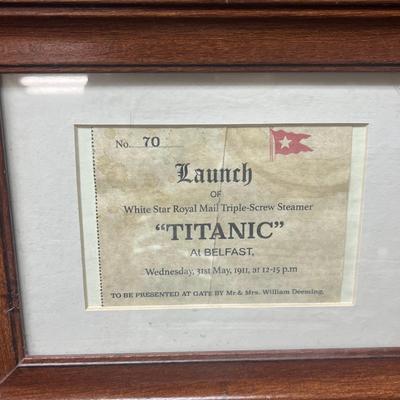 No. 70
Launch
OF
White Star Royal Mail Triple-Screw Steamer
“TITANIC”
At BELFAST,
Wednesday, 31st May, 1911, at 12-15 p.m
TO BE PRESENTED AT GATE BY Mr. & Mrs. William Deeming.